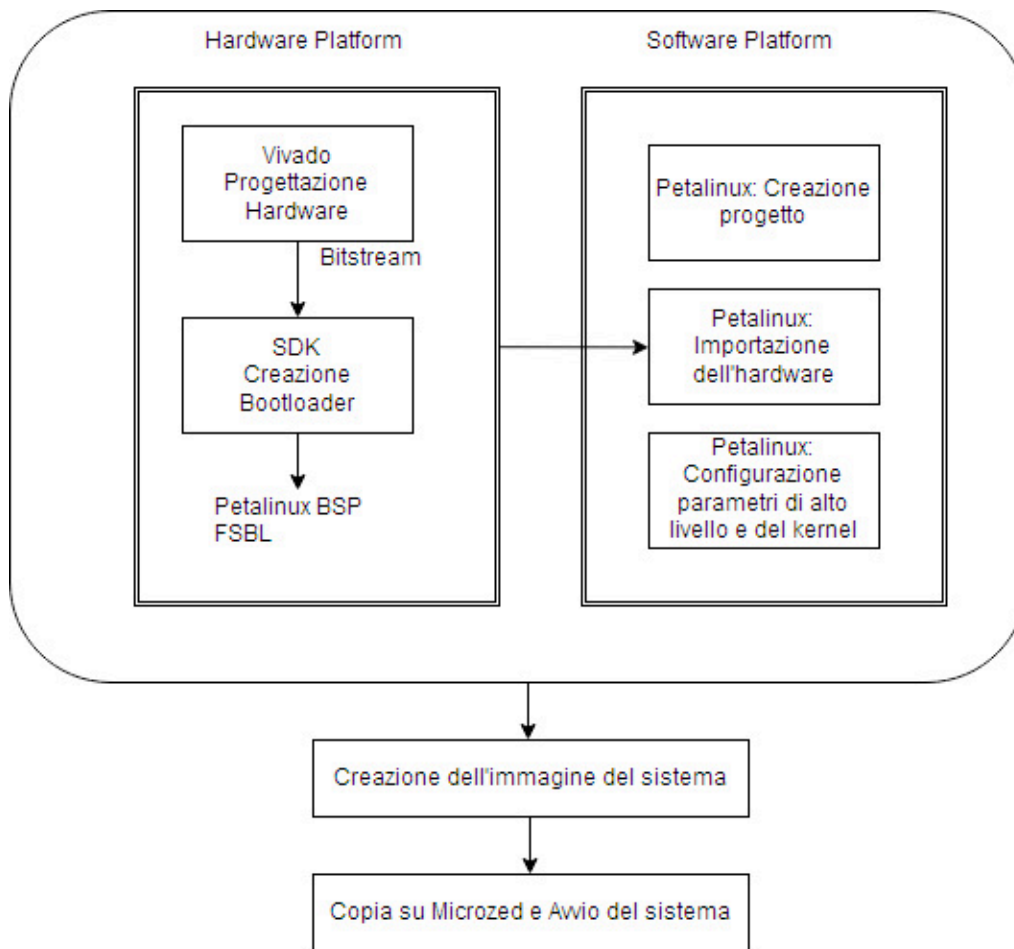 Hardware Platform
Vivado
Progettazione
Hardware
Bitstream
SDK
Creazione
Bootloader
Petalinux BSP
FSBL
Software Platform
Petalinux: Creazione
progetto
Petalinux:
Importazione
dell'hardware
Petalinux:
Configurazione
parametri di alto
livello e del kernel
Creazione dell'immagine del sistema
Copia su Microzed e Avvio del sistema